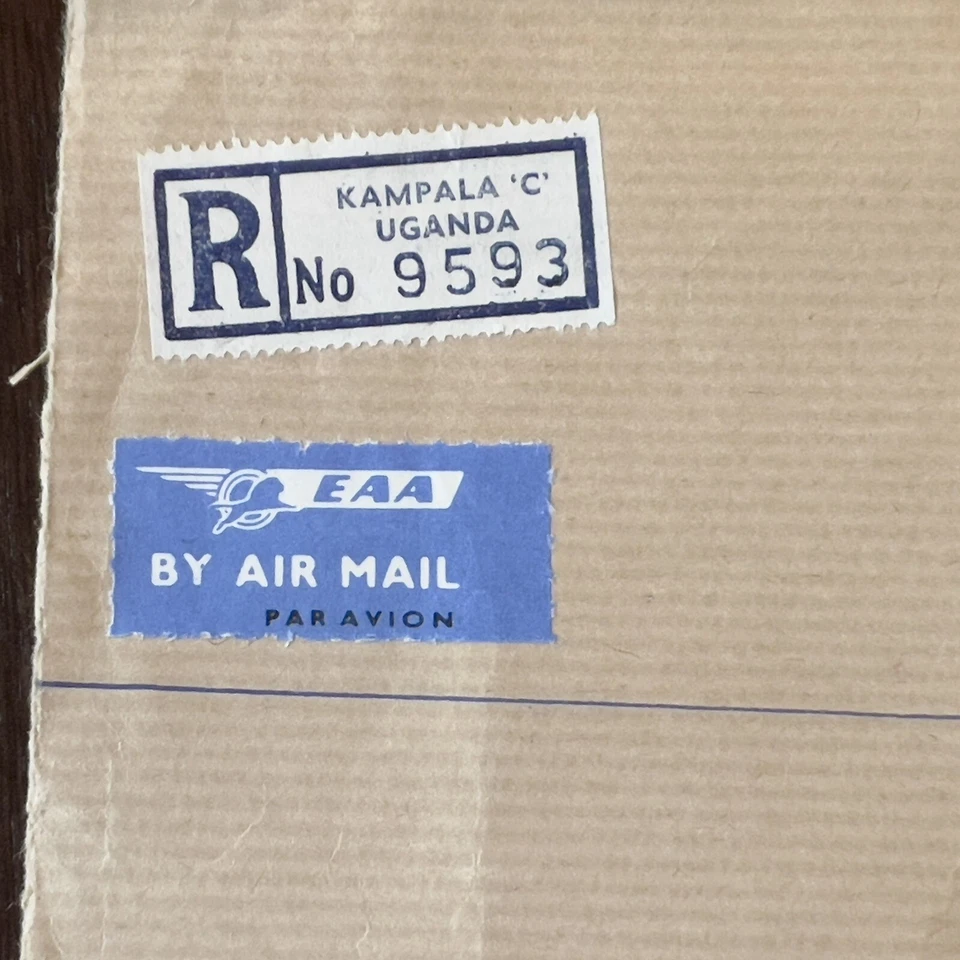 R
KAMPALA ‘C’
UGANDA
No 9593
EAA
BY AIR MAIL
PAR AVION